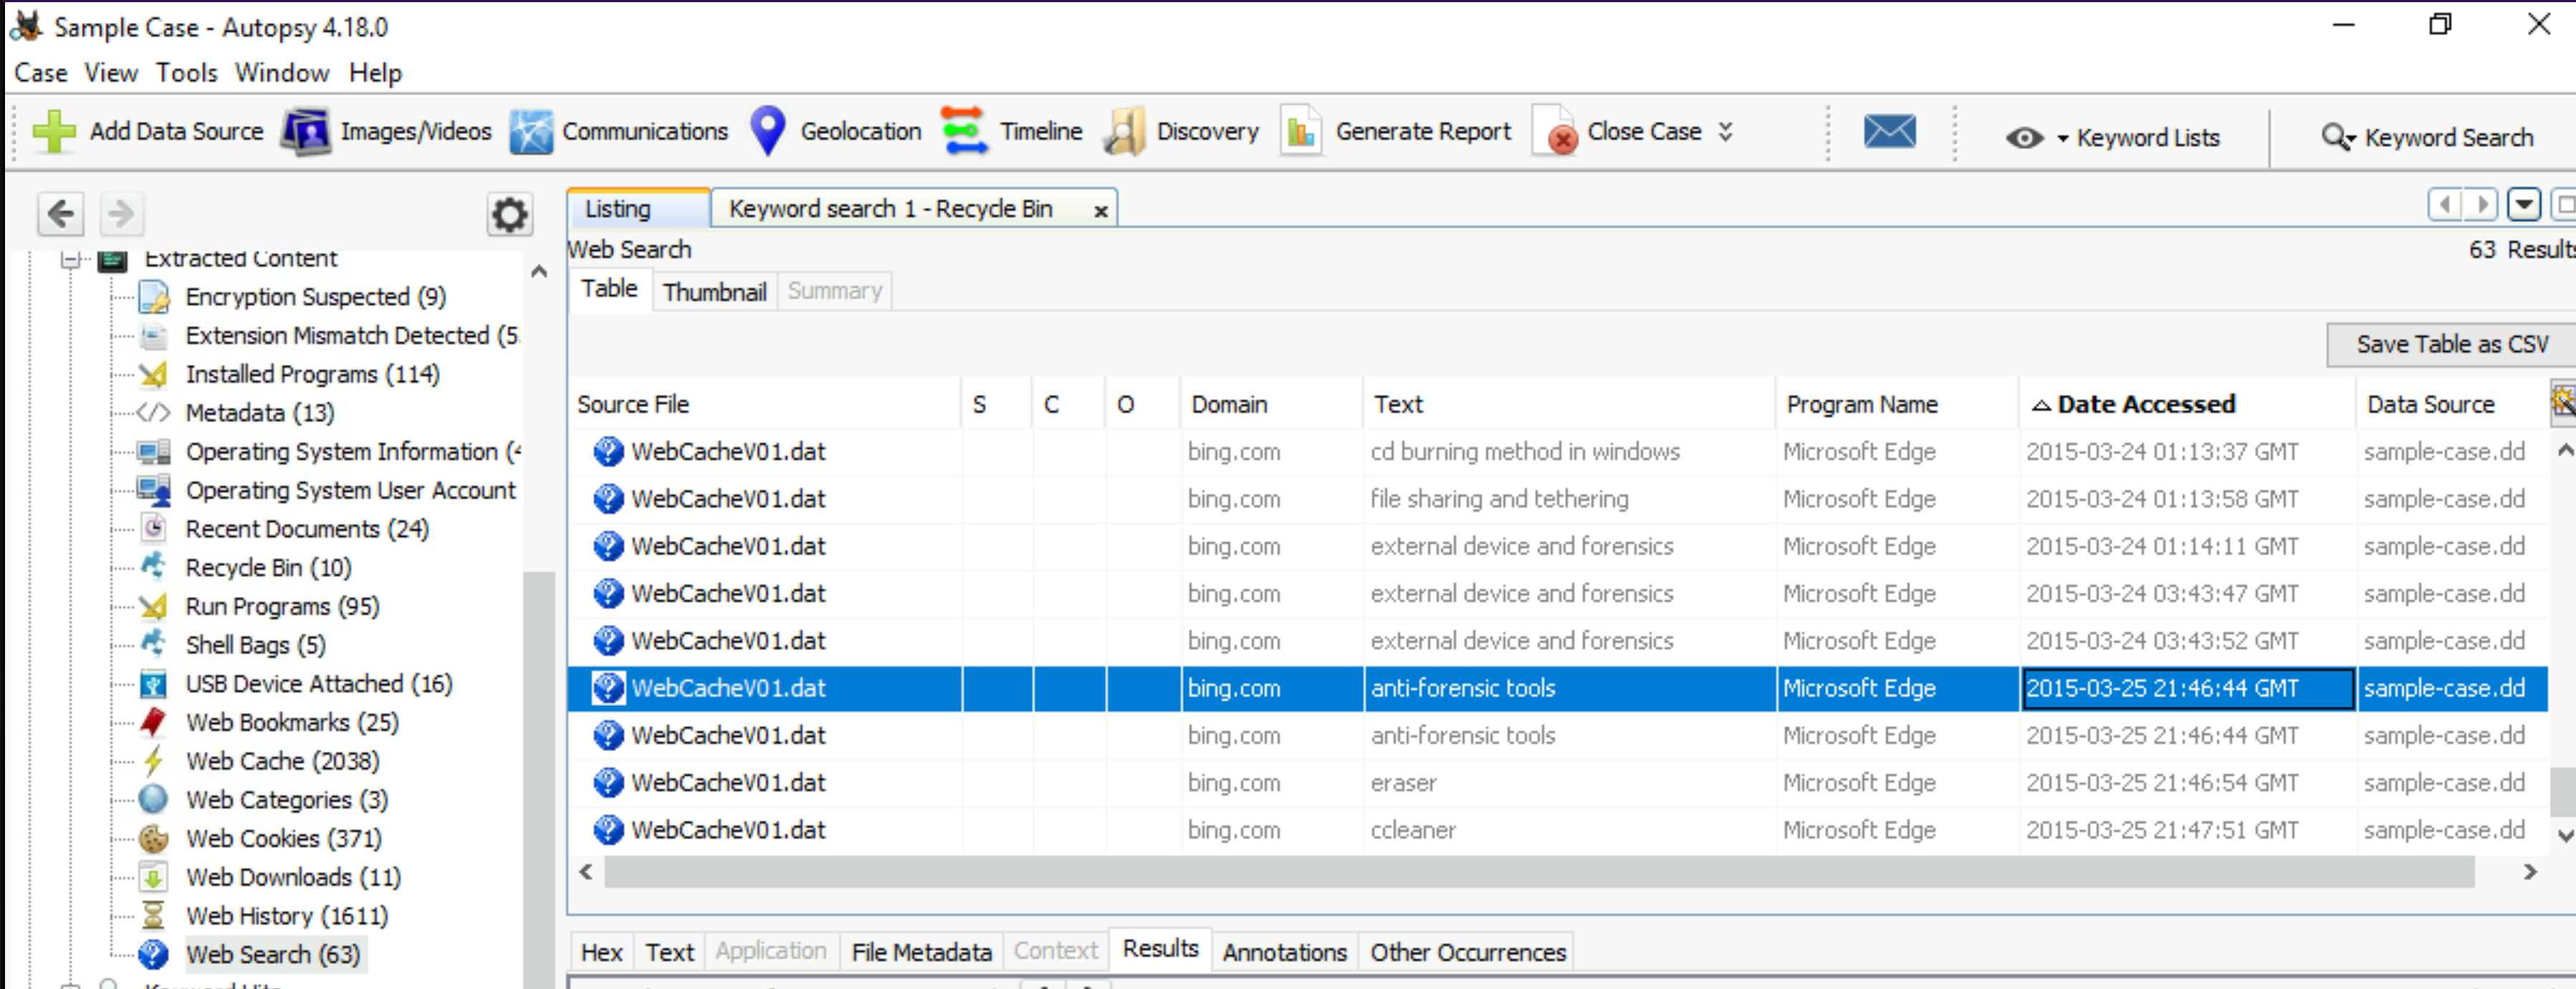 Sample Case - Autopsy 4.18.0
Case View Tools Window Help
Add Data Source Images/Videos Communications Geolocation Timeline Discovery Generate Report Close Case Keyword Lists Keyword Search
Extracted Content
Encryption Suspected (9)
Extension Mismatch Detected (5
Installed Programs (114)
</> Metadata (13)
Operating System Information (4
Operating System User Account
Recent Documents (24)
Recycle Bin (10)
Run Programs (95)
Shell Bags (5)
USB Device Attached (16)
Web Bookmarks (25)
Web Cache (2038)
Web Categories (3)
Web Cookies (371)
Web Downloads (11)
Web History (1611)
Web Search (63)
Listing Keyword search 1 - Recycle Bin x
Web Search 63 Results
Table Thumbnail Summary
Save Table as CSV
Source File S C O Domain Text Program Name Date Accessed Data Source
WebCacheV01.dat bing.com cd burning method in windows Microsoft Edge 2015-03-24 01:13:37 GMT sample-case.dd
WebCacheV01.dat bing.com file sharing and tethering Microsoft Edge 2015-03-24 01:13:58 GMT sample-case.dd
WebCacheV01.dat bing.com external device and forensics Microsoft Edge 2015-03-24 01:14:11 GMT sample-case.dd
WebCacheV01.dat bing.com external device and forensics Microsoft Edge 2015-03-24 03:43:47 GMT sample-case.dd
WebCacheV01.dat bing.com external device and forensics Microsoft Edge 2015-03-24 03:43:52 GMT sample-case.dd
WebCacheV01.dat bing.com anti-forensic tools Microsoft Edge 2015-03-25 21:46:44 GMT sample-case.dd
WebCacheV01.dat bing.com anti-forensic tools Microsoft Edge 2015-03-25 21:46:44 GMT sample-case.dd
WebCacheV01.dat bing.com eraser Microsoft Edge 2015-03-25 21:46:54 GMT sample-case.dd
WebCacheV01.dat bing.com ccleaner Microsoft Edge 2015-03-25 21:47:51 GMT sample-case.dd
Hex Text Application File Metadata Context Results Annotations Other Occurrences